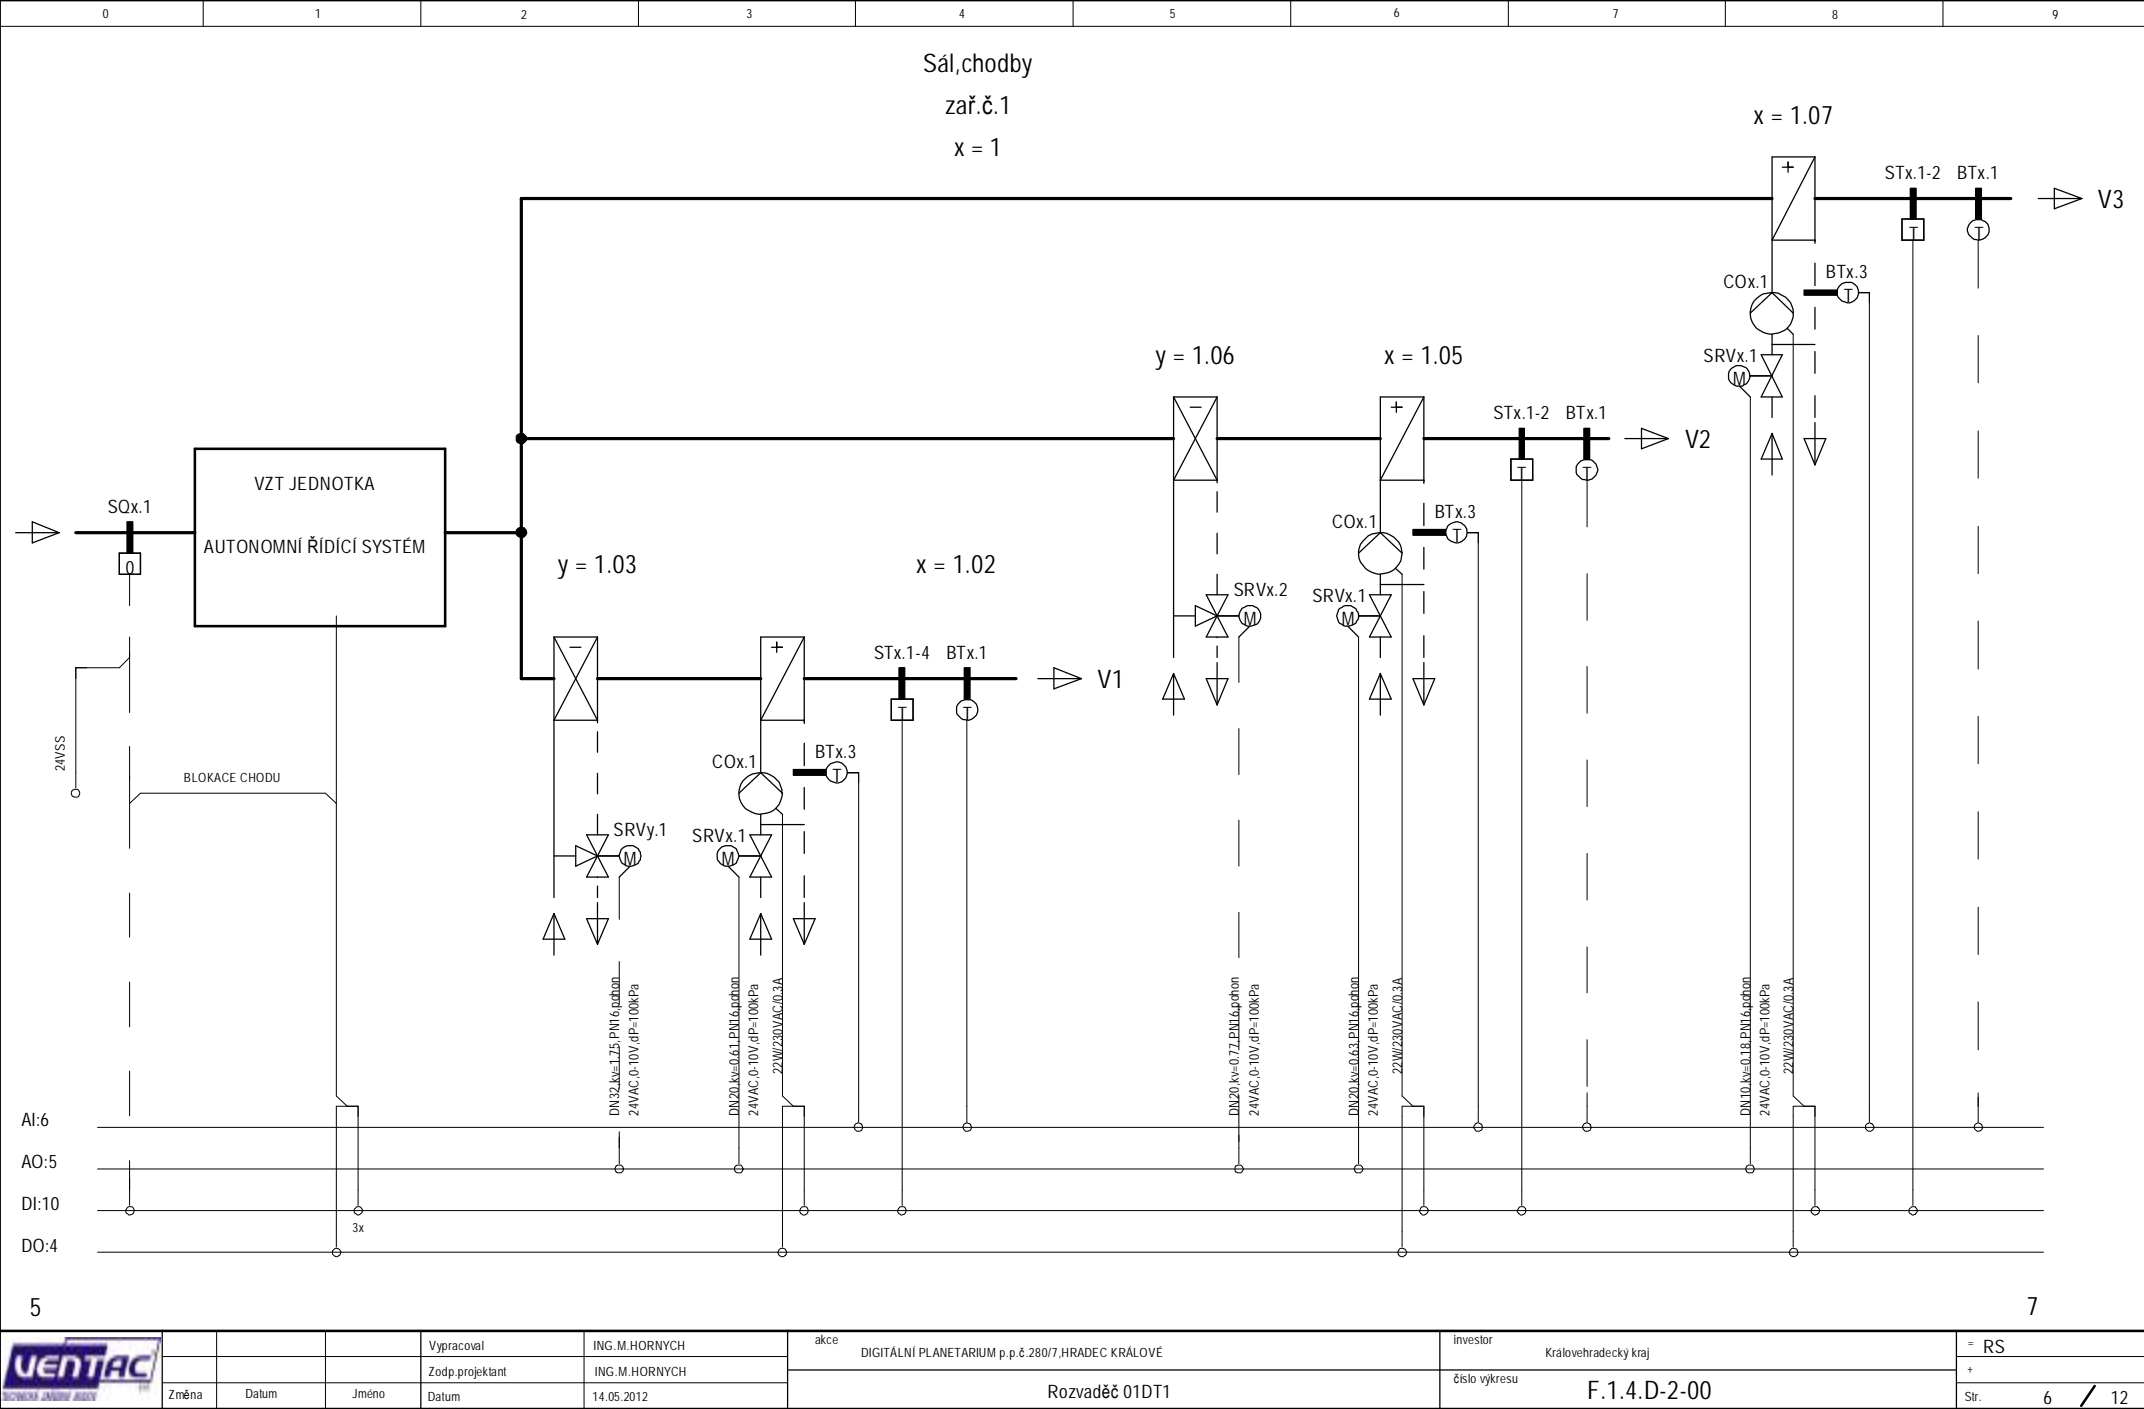 0 1 2 3 4 5 6 7 8 9
Sál,chodby
zař.č.1
x = 1
x = 1.07
STx.1-2 BTx.1
V3
T T
COx.1
BTx.3
T
SRVx.1
M
y = 1.06
x = 1.05
STx.1-2 BTx.1
V2
T T
COx.1
BTx.3
T
SRVx.2
M
SRVx.1
M
SQx.1
0
VZT JEDNOTKA
AUTONOMNÍ ŘÍDÍCÍ SYSTÉM
y = 1.03
x = 1.02
STx.1-4 BTx.1
V1
T T
COx.1
BTx.3
T
SRVy.1
M
SRVx.1
M
24VSS
BLOKACE CHODU
DN32,kv=1.75,PN16,pohon
24VAC,0-10V,dP=100kPa
DN20,kv=0.61,PN16,pohon
24VAC,0-10V,dP=100kPa
22W/230VAC/0.3A
DN20,kv=0.77,PN16,pohon
24VAC,0-10V,dP=100kPa
DN20,kv=0.63,PN16,pohon
24VAC,0-10V,dP=100kPa
22W/230VAC/0.3A
DN10,kv=0.18,PN16,pohon
24VAC,0-10V,dP=100kPa
22W/230VAC/0.3A
AI:6
AO:5
DI:10
3x
DO:4
5
7
VENTAC
Změna Datum Jméno
Vypracoval ING.M.HORNYCH
Zodp.projektant ING.M.HORNYCH
Datum 14.05.2012
akce
DIGITÁLNÍ PLANETARIUM p.p.č.280/7,HRADEC KRÁLOVÉ
Rozvaděč 01DT1
investor
Královehradecký kraj
číslo výkresu
F.1.4.D-2-00
= RS
+
Str. 6 / 12